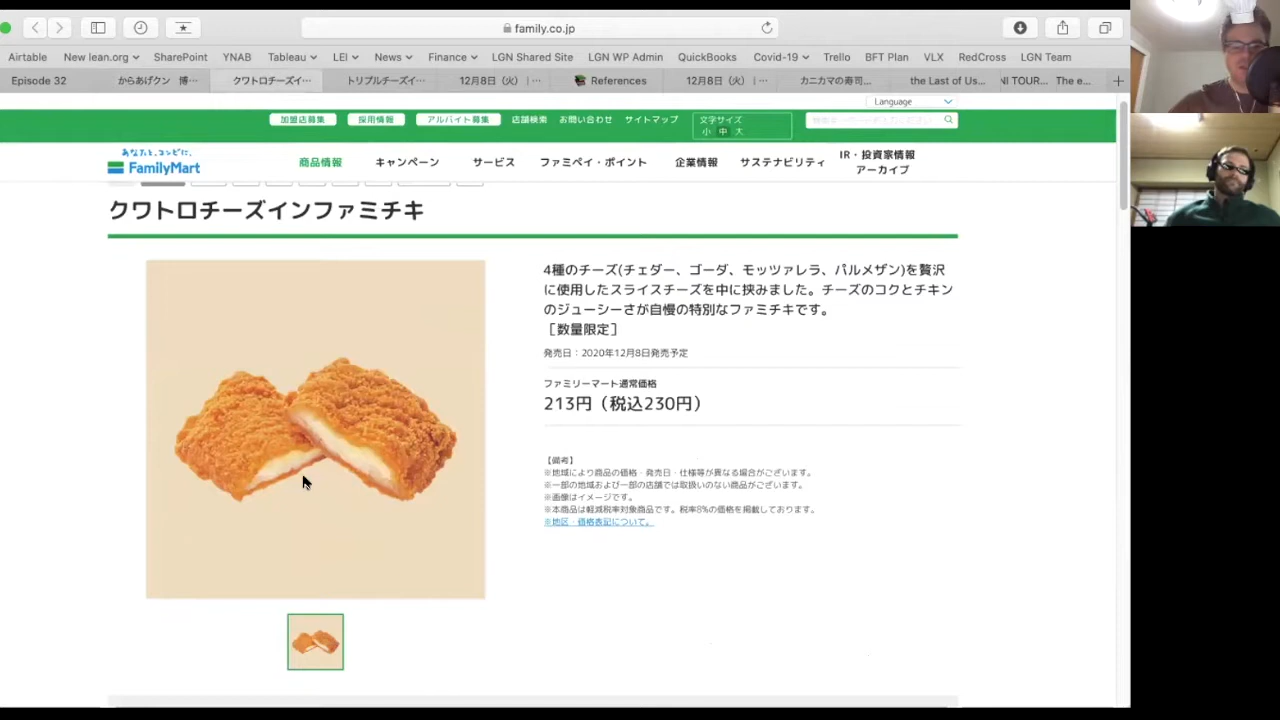 family.co.jp
Airtable
New lean.org
SharePoint
YNAB
Tableau
LEI
News
Finance
LGN Shared Site
LGN WP Admin
QuickBooks
Covid-19
Trello
BFT Plan
VLX
RedCross
LGN Team
Episode 32
からあげクン 博…
クワトロチーズイ…
トリプルチーズイ…
12月8日（火）｜…
References
12月8日（火）｜…
カニカマの寿司…
the Last of Us...
NI TOUR...
The e...
Language
加盟店募集
採用情報
アルバイト募集
店舗検索
お問い合わせ
サイトマップ
文字サイズ
小 中 大
あなたと、コンビに、
FamilyMart
商品情報
キャンペーン
サービス
ファミペイ・ポイント
企業情報
サステナビリティ
IR・投資家情報
アーカイブ
クワトロチーズインファミチキ
4種のチーズ(チェダー、ゴーダ、モッツァレラ、パルメザン)を贅沢
に使用したスライスチーズを中に挟みました。チーズのコクとチキン
のジューシーさが自慢の特別なファミチキです。
［数量限定］
発売日：2020年12月8日発売予定
ファミリーマート通常価格
213円（税込230円）
【備考】
※地域により商品の価格・発売日・仕様等が異なる場合がございます。
※一部の地域および一部の店舗では取扱いのない商品がございます。
※画像はイメージです。
※本商品は軽減税率対象商品です。税率8%の価格を掲載しております。
※地区・価格表記について。